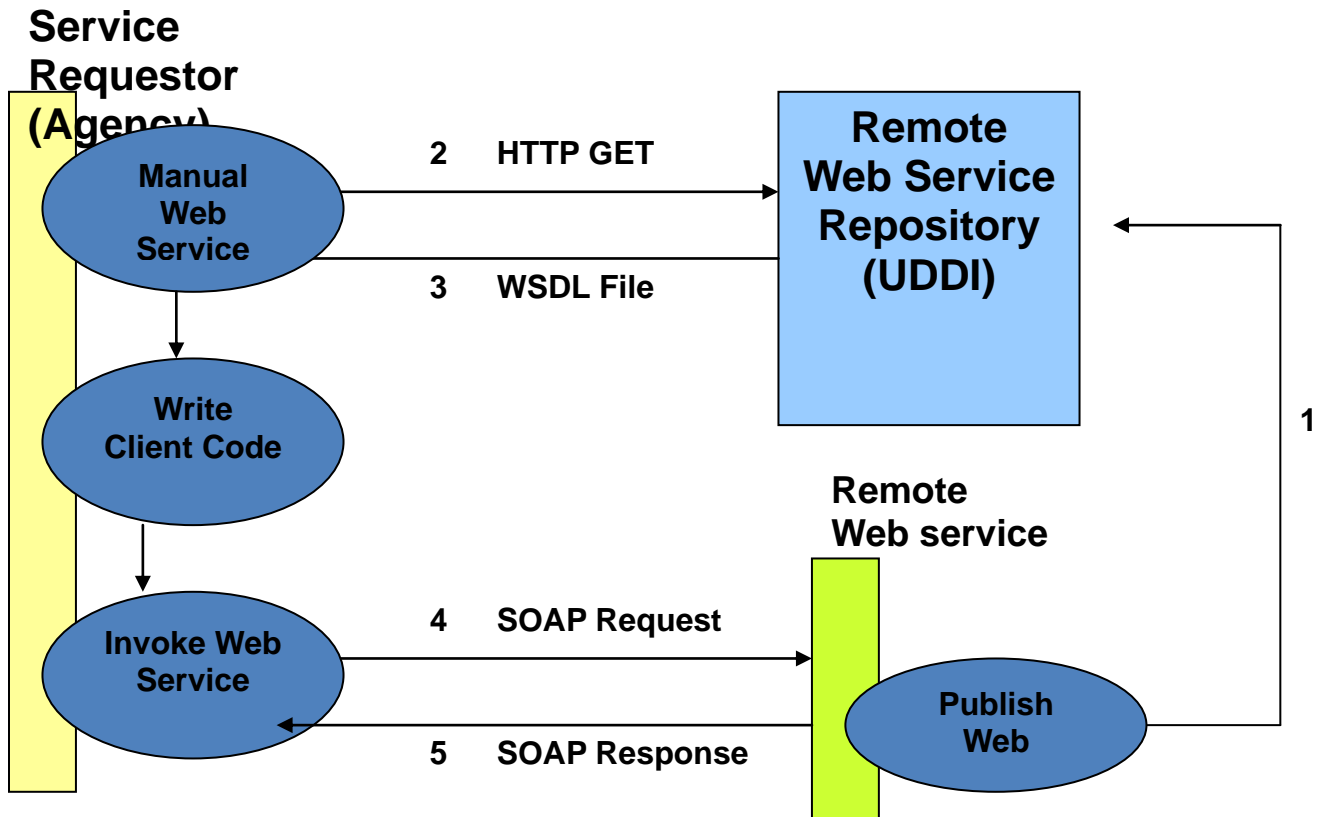 Service
Requestor
(Agency)
Manual
Web
Service
2 HTTP GET
3 WSDL File
Remote
Web Service
Repository
(UDDI)
Write
Client Code
1
Remote
Web service
Invoke Web
Service
4 SOAP Request
5 SOAP Response
Publish
Web